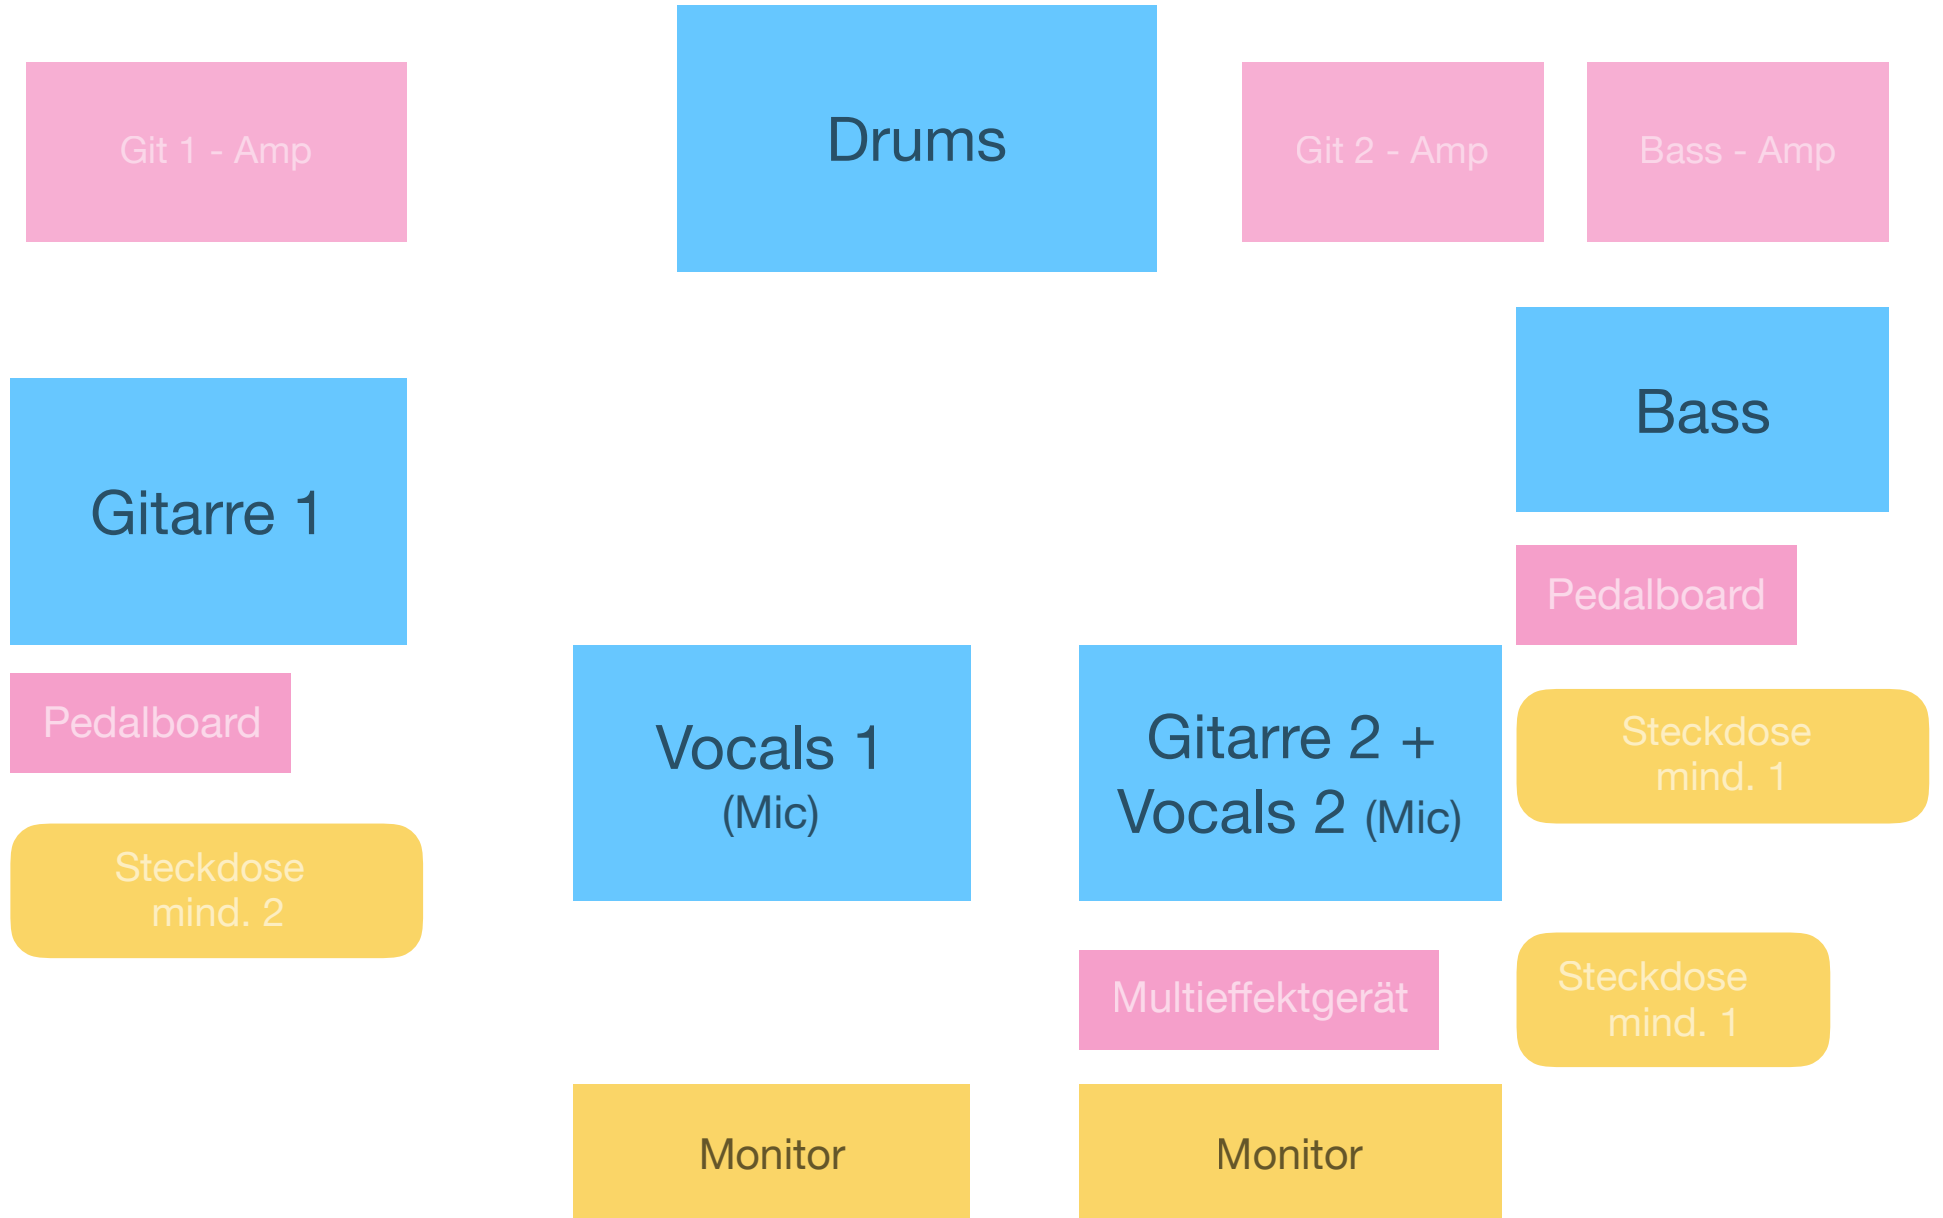 Drums
Git 1 - Amp
Git 2 - Amp
Bass - Amp
Bass
Gitarre 1
Pedalboard
Pedalboard
Vocals 1
(Mic)
Gitarre 2 +
Vocals 2 (Mic)
Steckdose
mind. 1
Steckdose
mind. 2
Multieffektgerät
Steckdose
mind. 1
Monitor
Monitor